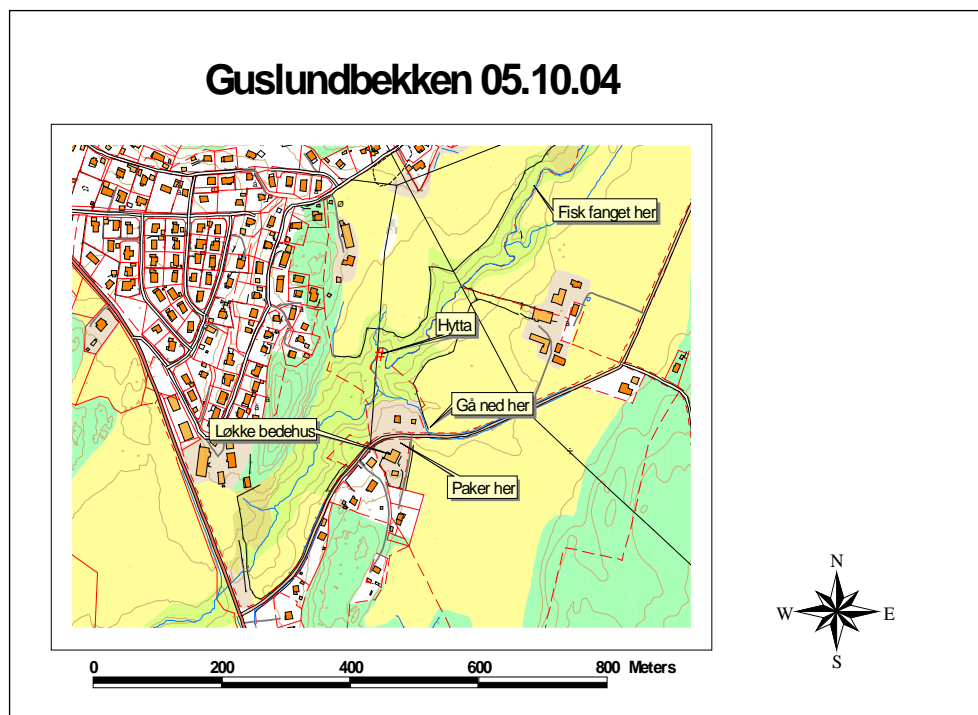 Guslundbekken 05.10.04
Fisk fanget her
Hytta
Gå ned her
Løkke bedehus
Paker her
N
W E
S
0 200 400 600 800 Meters